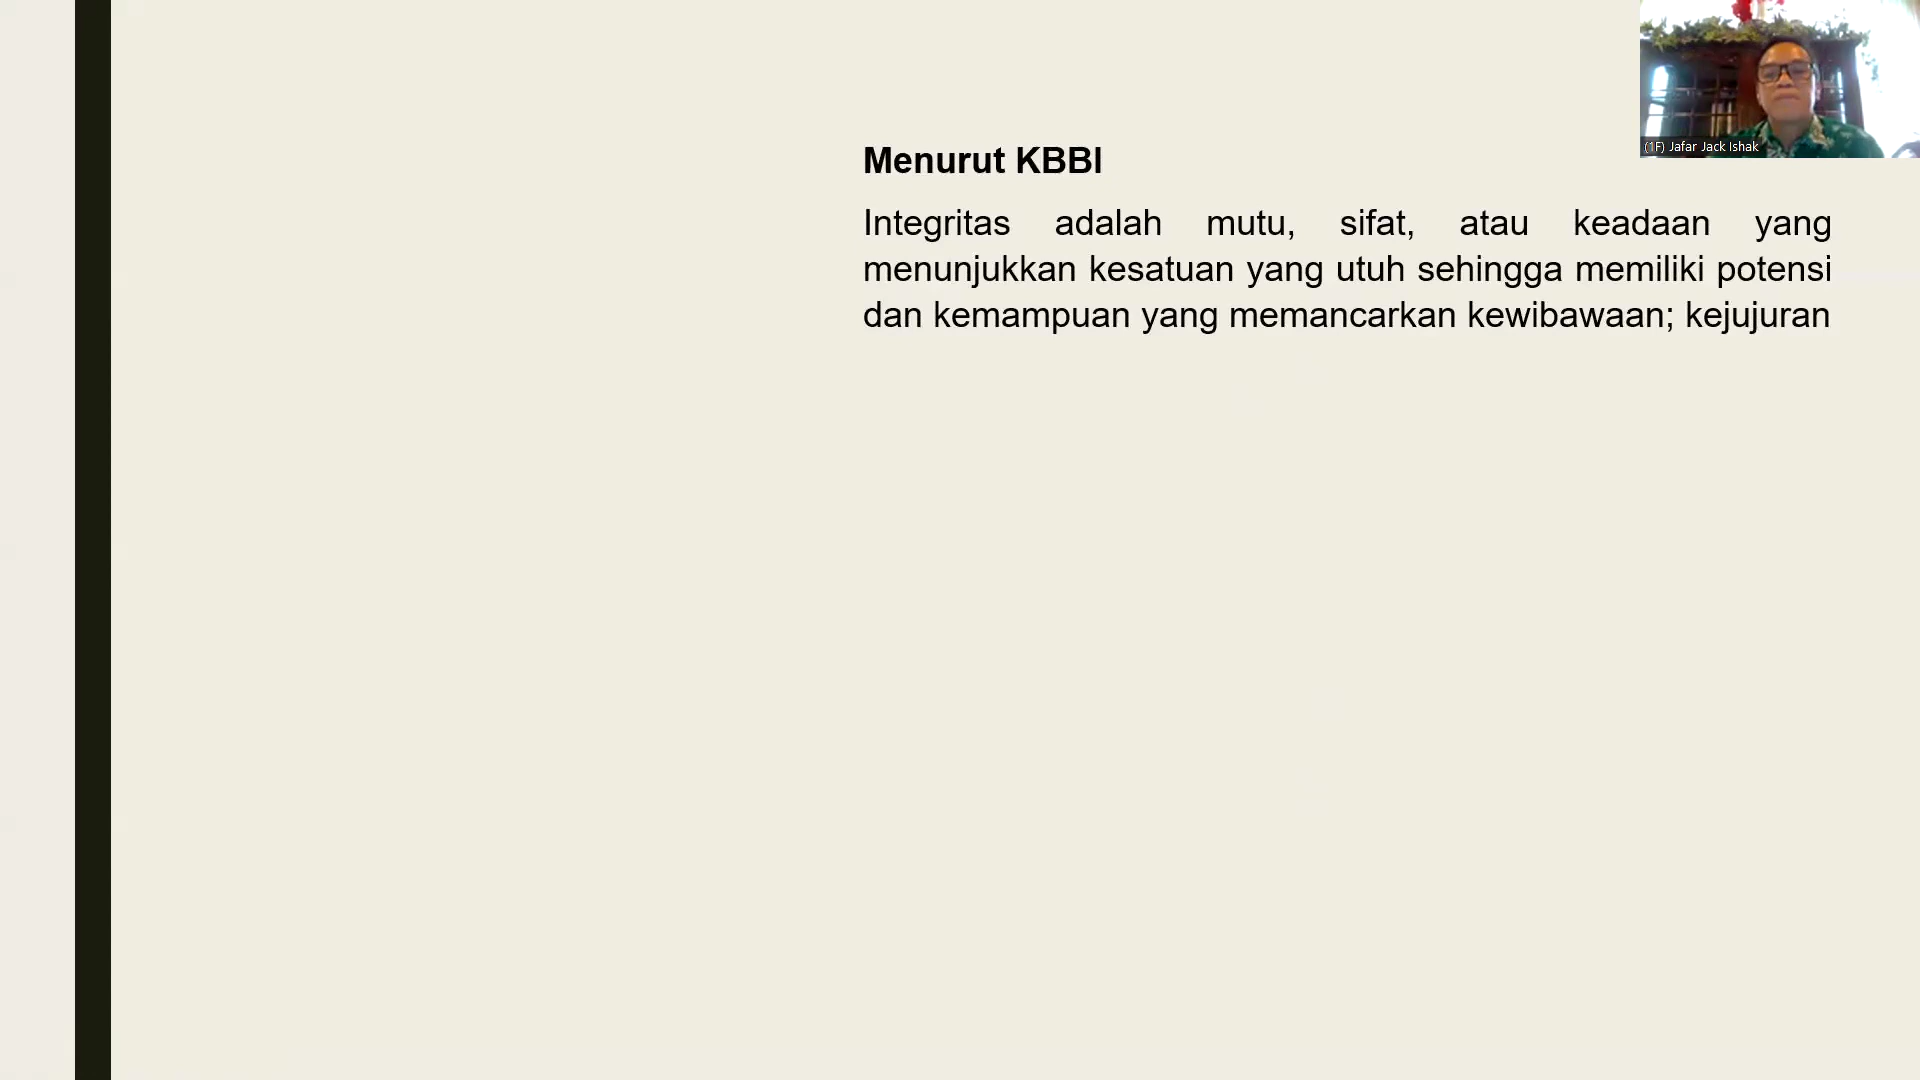 (1F) Jafar Jack Ishak
Menurut KBBI
Integritas adalah mutu, sifat, atau keadaan yang
menunjukkan kesatuan yang utuh sehingga memiliki potensi
dan kemampuan yang memancarkan kewibawaan; kejujuran